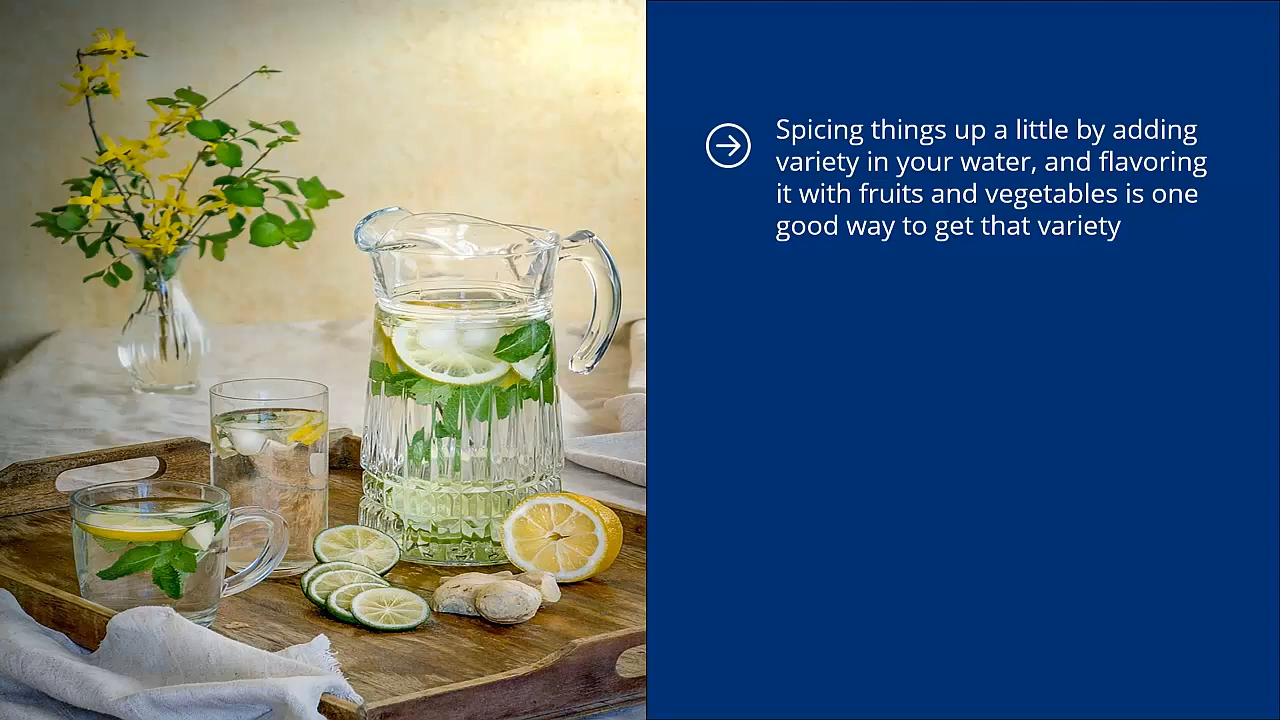 Spicing things up a little by adding
variety in your water, and flavoring
it with fruits and vegetables is one
good way to get that variety